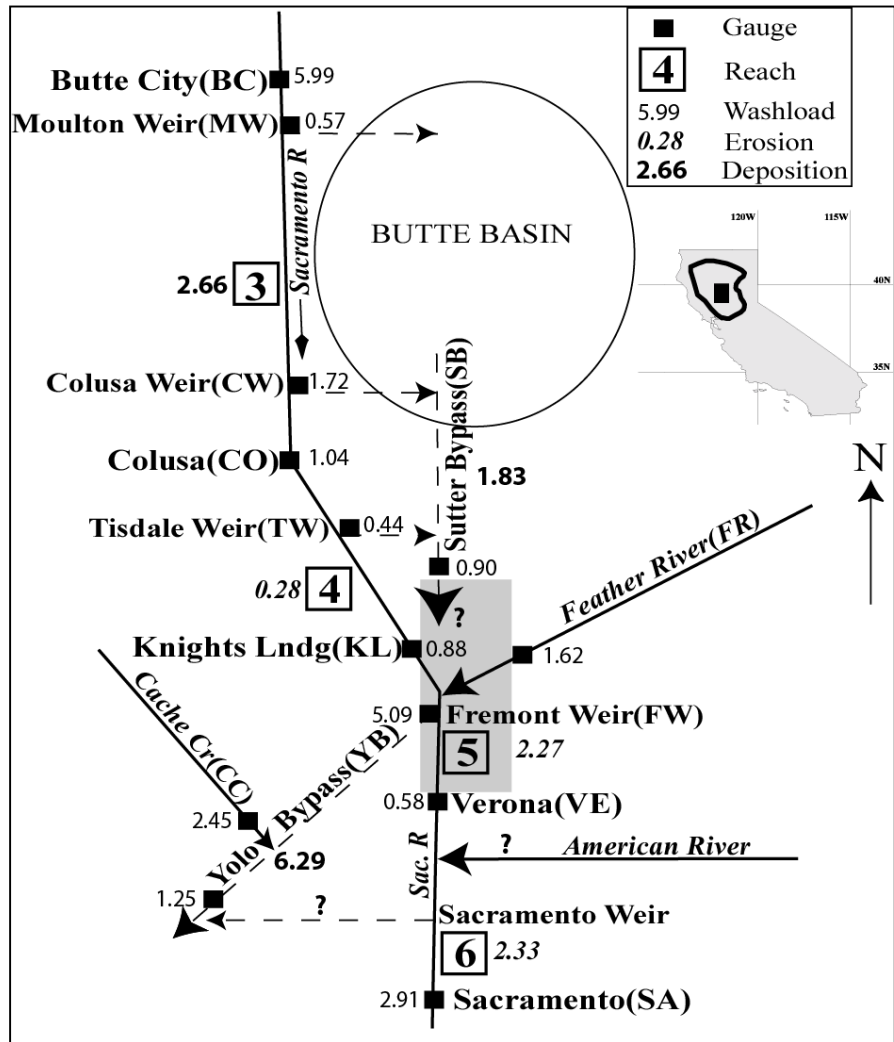 Gauge
4 Reach
5.99 Washload
0.28 Erosion
2.66 Deposition
120W 115W
40N
35N
N
Butte City(BC) 5.99
Moulton Weir(MW) 0.57
Sacramento R
BUTTE BASIN
2.66 3
Colusa Weir(CW) 1.72
Sutter Bypass(SB)
Colusa(CO) 1.04
1.83
Tisdale Weir(TW) 0.44
0.90
Feather River(FR)
0.28 4
?
Knights Lndg(KL) 0.88
1.62
Cache Cr(CC)
5.09 Fremont Weir(FW)
5 2.27
Yolo Bypass(YB)
0.58 Verona(VE)
2.45
6.29
Sac. R
? American River
1.25
?
Sacramento Weir
6 2.33
2.91 Sacramento(SA)